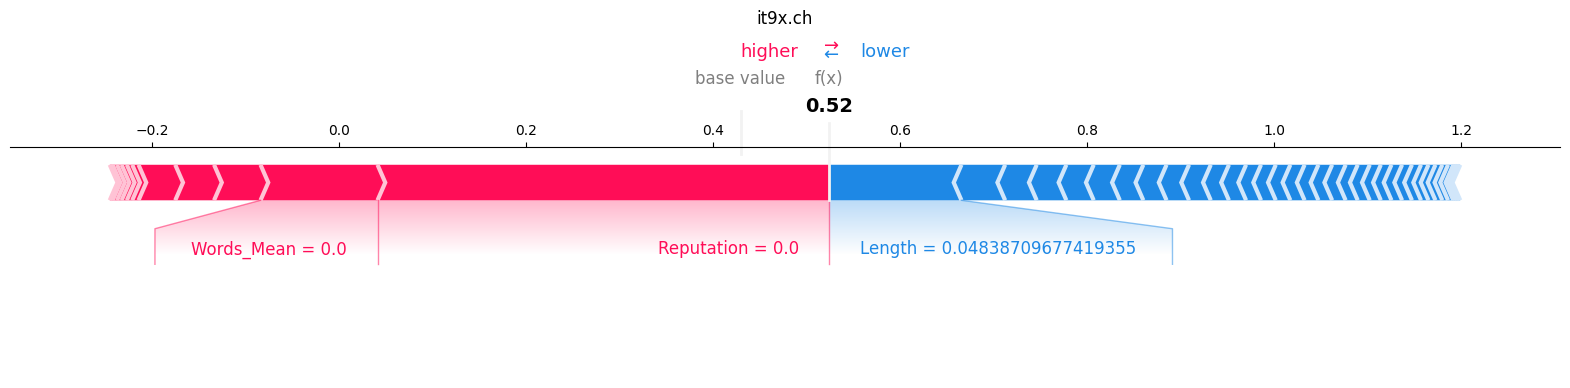 it9x.ch
higher ⇄ lower
base value f(x)
0.52
−0.2 0.0 0.2 0.4 0.6 0.8 1.0 1.2
Words_Mean = 0.0 Reputation = 0.0 Length = 0.04838709677419355